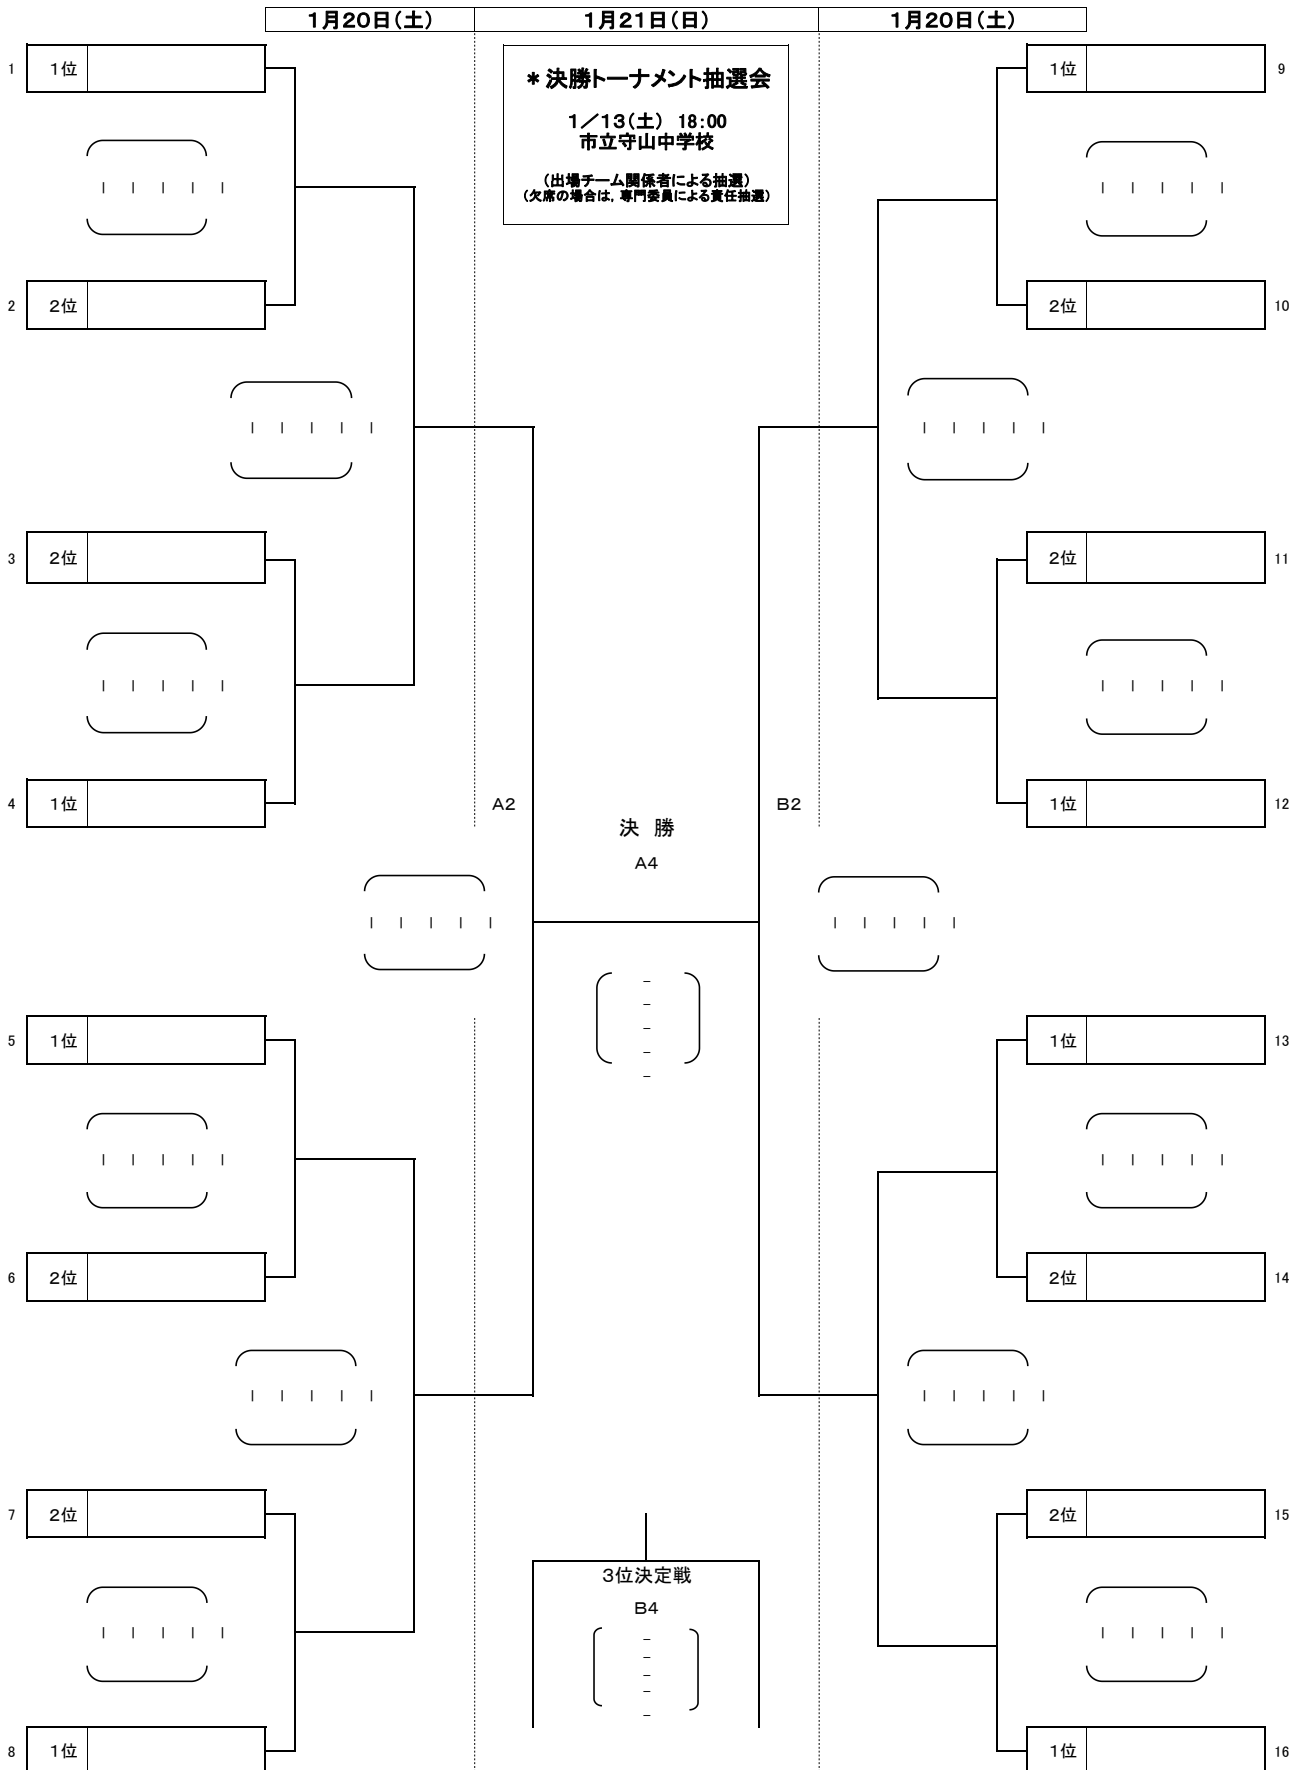 1月20日(土) 1月21日(日) 1月20日(土)
*決勝トーナメント抽選会
1/13(土) 18:00
市立守山中学校
(出場チーム関係者による抽選)
(欠席の場合は,専門委員による責任抽選)
1 1位
1位 9
2 2位
2位 10
3 2位
2位 11
4 1位
A2
B2
1位 12
決 勝
A4
5 1位
1位 13
6 2位
2位 14
7 2位
2位 15
3位決定戦
B4
8 1位
1位 16